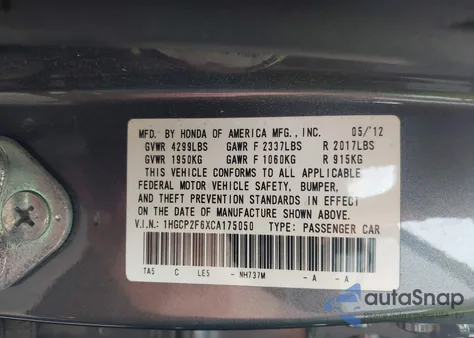 MFD. BY HONDA OF AMERICA MFG., INC. 05/'12
GVWR 4299LBS GAWR F 2337LBS R 2017LBS
GVWR 1950KG GAWR F 1060KG R 915KG
THIS VEHICLE CONFORMS TO ALL APPLICABLE
FEDERAL MOTOR VEHICLE SAFETY, BUMPER,
AND THEFT PREVENTION STANDARDS IN EFFECT
ON THE DATE OF MANUFACTURE SHOWN ABOVE.
V.I.N.: 1HGCP2F6XCA175050 TYPE: PASSENGER CAR
TA5 C LE5 - NH737M - A - A
autoSnap